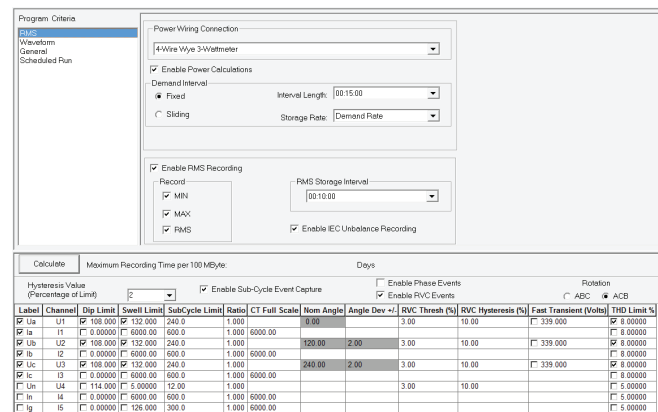 Program Criteria
RMS
Waveform
General
Scheduled Run
Power Wiring Connection
4-Wire Wye 3-Wattmeter
Enable Power Calculations
Demand Interval
Fixed
Interval Length: 00:15:00
Sliding
Storage Rate: Demand Rate
Enable RMS Recording
Record
MIN
MAX
RMS
RMS Storage Interval
00:10:00
Enable IEC Unbalance Recording
Calculate Maximum Recording Time per 100 MByte: Days
Hysteresis Value
(Percentage of Limit) 2
Enable Sub-Cycle Event Capture
Enable Phase Events
Enable RVC Events
Rotation
ABC ACB
Label Channel Dip Limit Swell Limit SubCycle Limit Ratio CT Full Scale Nom Angle Angle Dev +/- RVC Thresh (%) RVC Hysteresis (%) Fast Transient (Volts) THD Limit %
Ua U1 108.000 132.000 240.0 1.000 0.00 3.00 10.00 339.000 8.00000
Ia I1 0.00000 6000.00 600.0 1.000 6000.00 8.00000
Ub U2 108.000 132.000 240.0 1.000 120.00 2.00 3.00 10.00 339.000 8.00000
Ib I2 0.00000 6000.00 600.0 1.000 6000.00 8.00000
Uc U3 108.000 132.000 240.0 1.000 240.00 2.00 3.00 10.00 339.000 8.00000
Ic I3 0.00000 6000.00 600.0 1.000 6000.00 8.00000
Un U4 114.000 5.00000 12.00 1.000 3.00 10.00 5.00000
In I4 0.00000 6000.00 600.0 1.000 6000.00 5.00000
Ig I5 0.00000 126.000 300.0 1.000 6000.00 5.00000